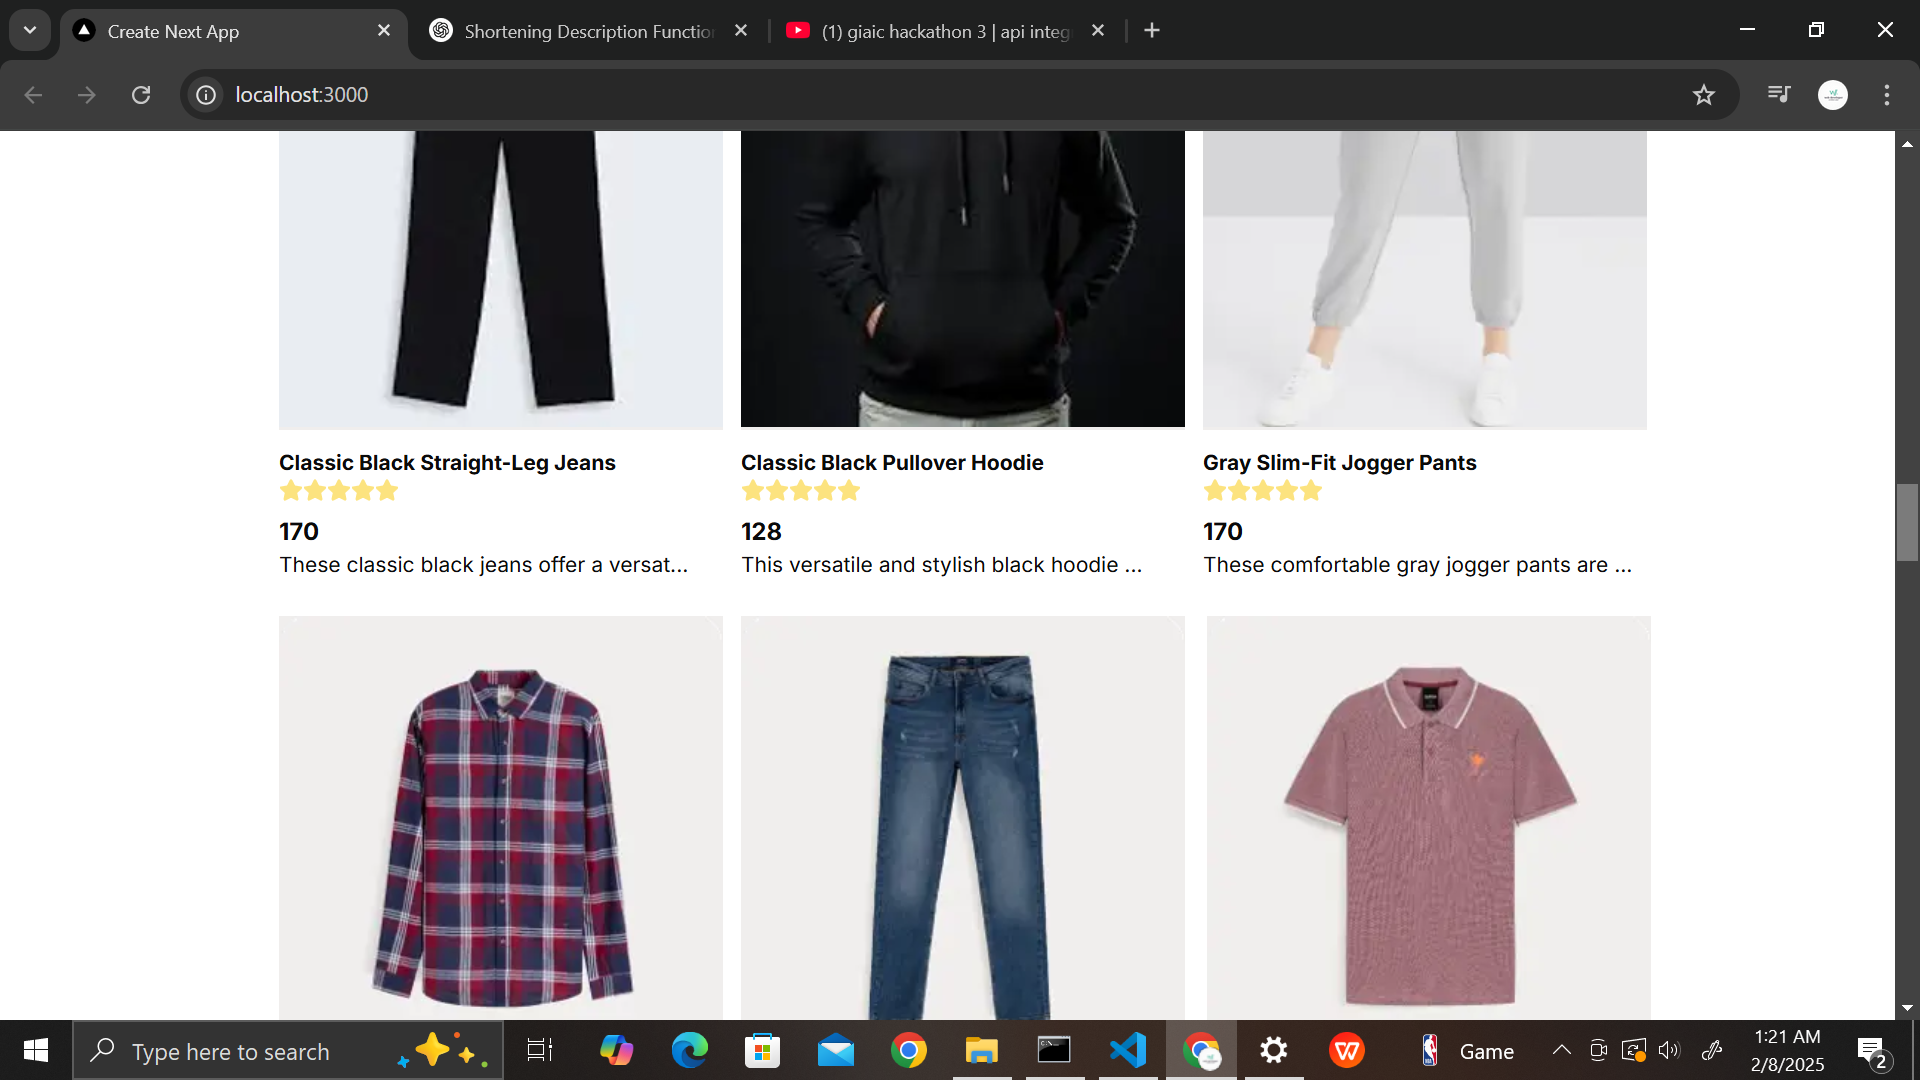 Create Next App
Shortening Description Function
(1) giaic hackathon 3 | api integ
localhost:3000
Classic Black Straight-Leg Jeans
Classic Black Pullover Hoodie
Gray Slim-Fit Jogger Pants
170
128
170
These classic black jeans offer a versat...
This versatile and stylish black hoodie ...
These comfortable gray jogger pants are ...
Type here to search
Game
1:21 AM
2/8/2025
2